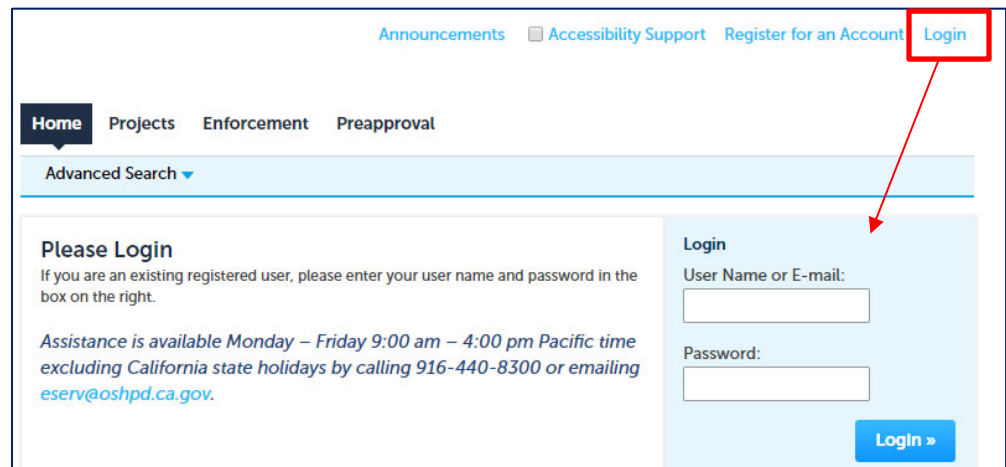 Announcements Accessibility Support Register for an Account Login
Home Projects Enforcement Preapproval
Advanced Search
Please Login
If you are an existing registered user, please enter your user name and password in the
box on the right.
Assistance is available Monday – Friday 9:00 am – 4:00 pm Pacific time
excluding California state holidays by calling 916-440-8300 or emailing
eserv@oshpd.ca.gov.
Login
User Name or E-mail:
Password:
Login »